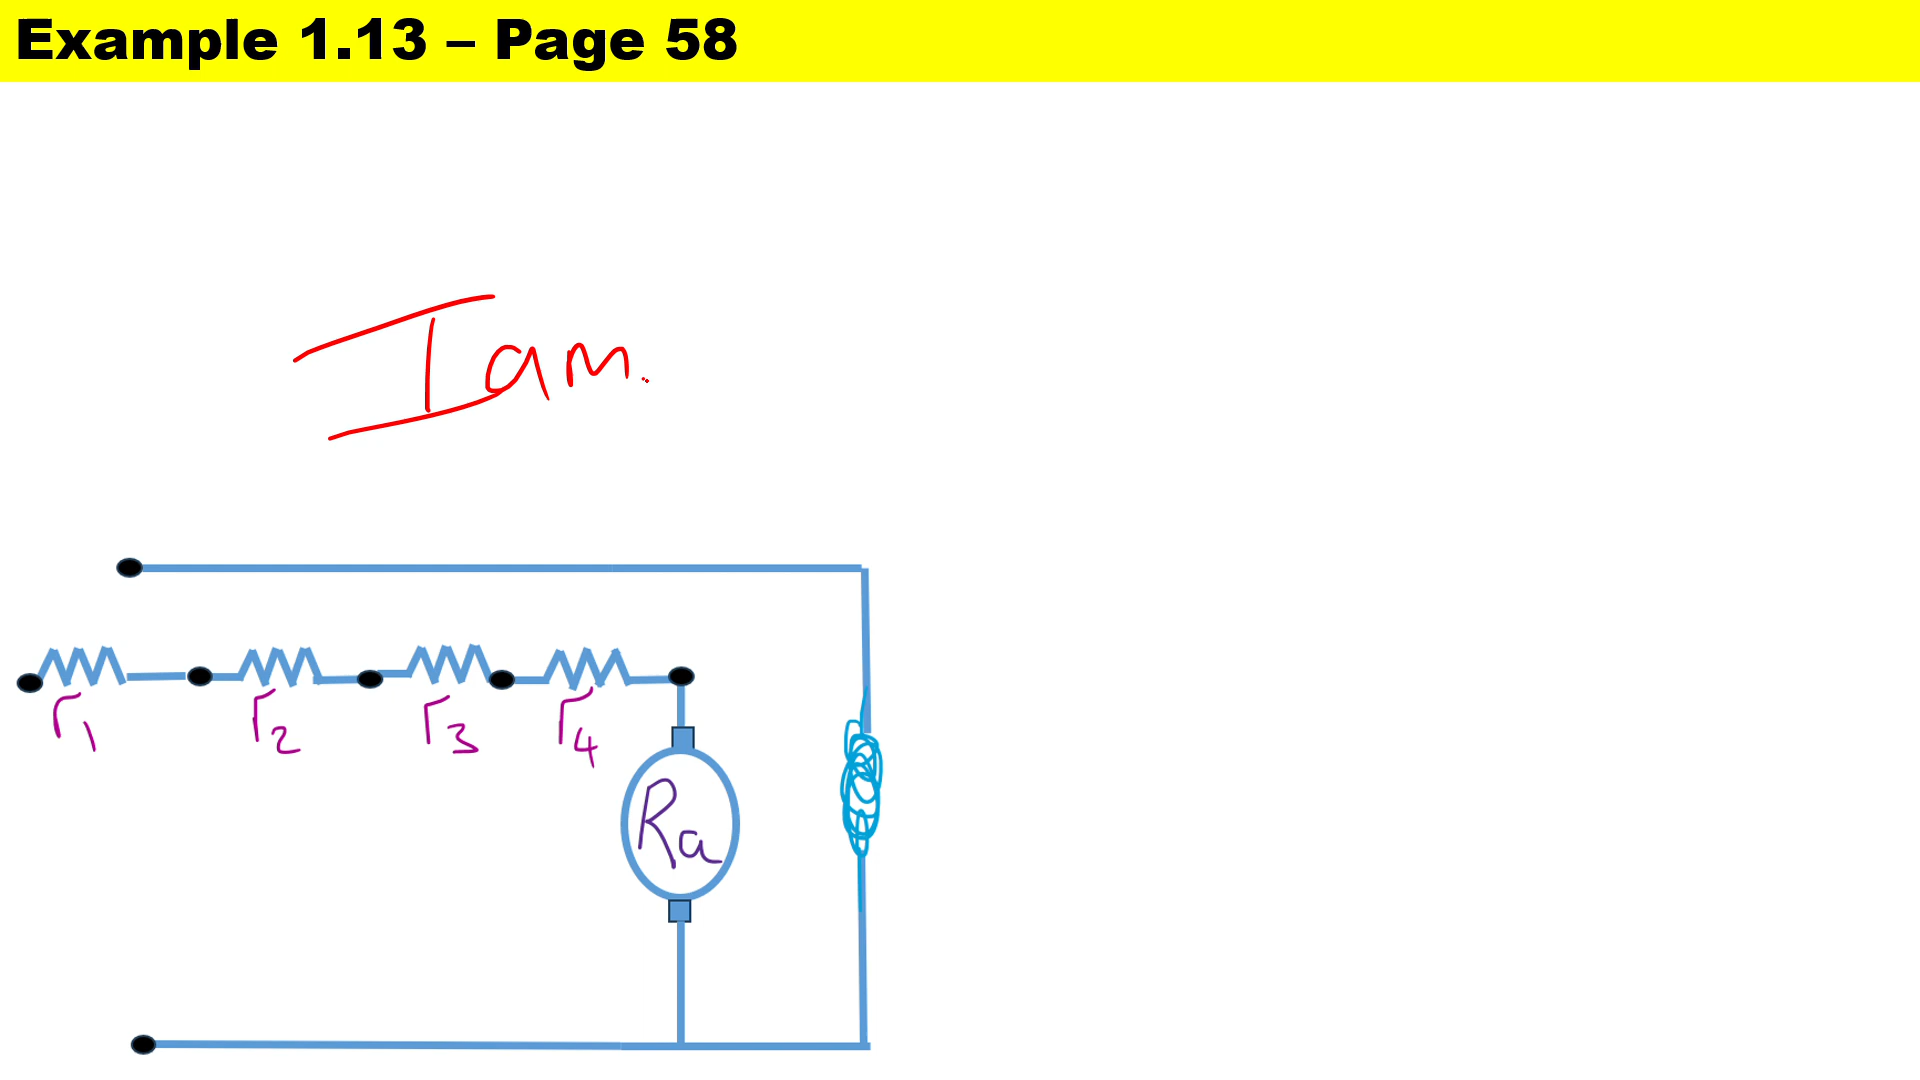 Example 1.13 – Page 58
Iam.
r1 r2 r3 r4
Ra